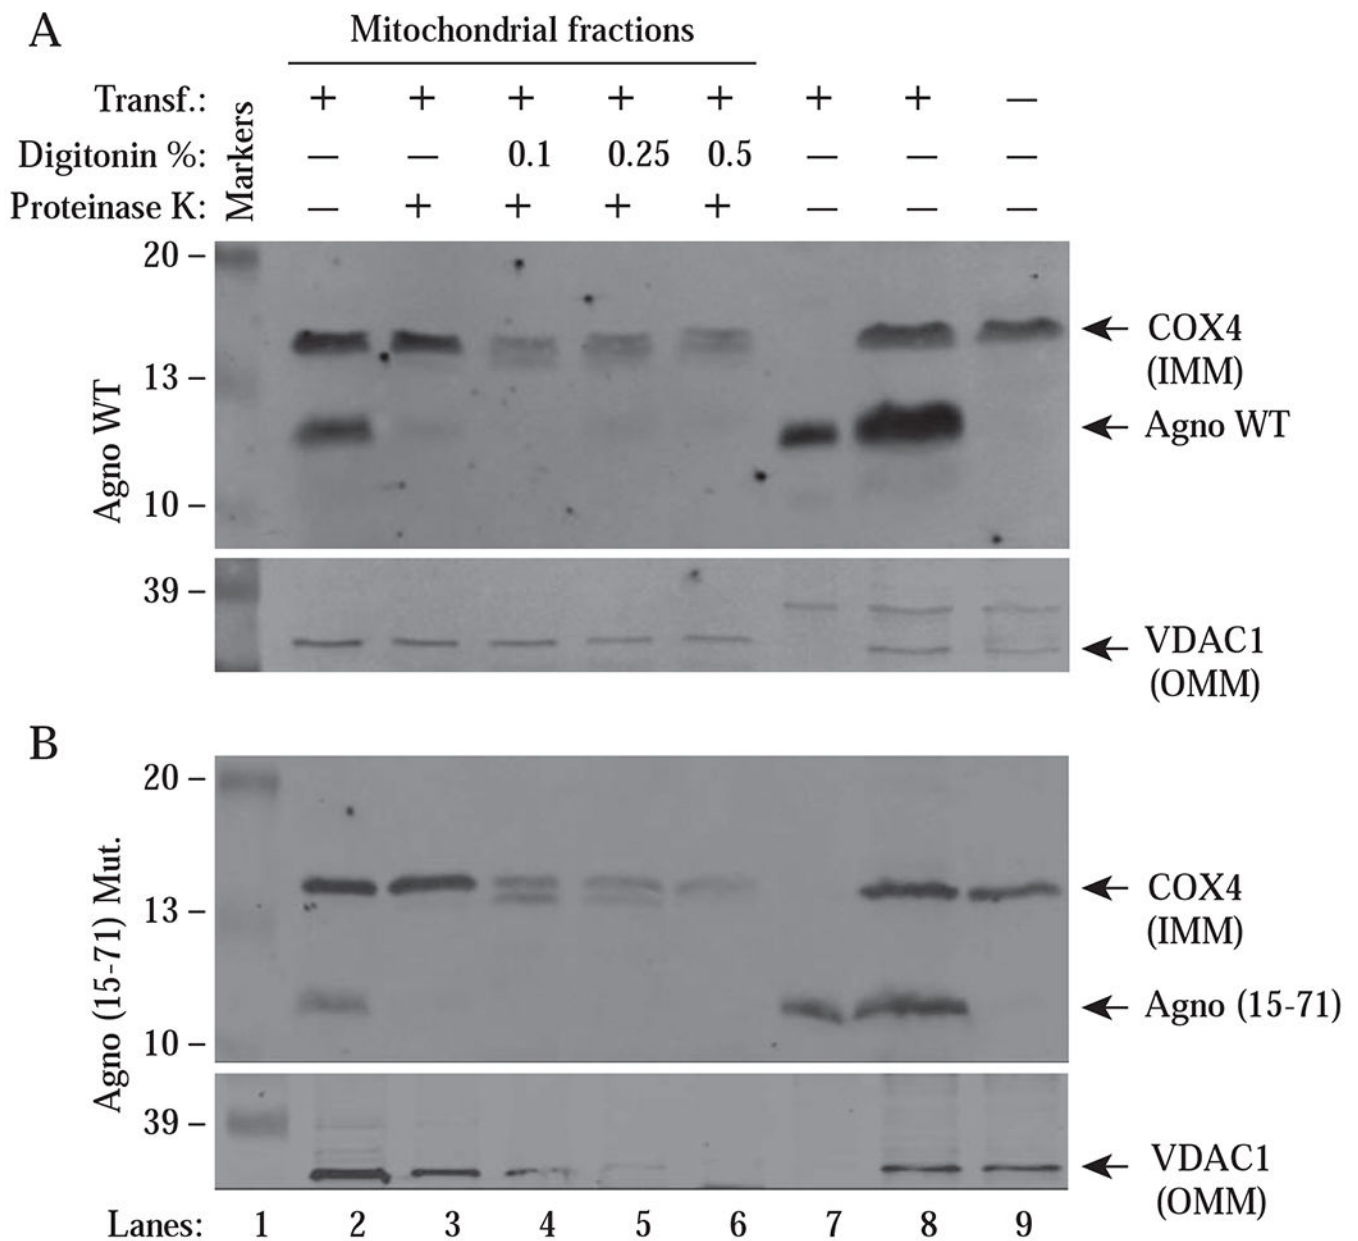 A
Mitochondrial fractions
Transf.: + + + + + + + —
Digitonin %: — — 0.1 0.25 0.5 — — —
Proteinase K: — + + + + — — —
Markers
20 –
13 –
10 –
Agno WT
COX4
(IMM)
Agno WT
39 –
VDAC1
(OMM)
B
20 –
13 –
10 –
Agno (15-71) Mut.
COX4
(IMM)
Agno (15-71)
39 –
VDAC1
(OMM)
Lanes: 1 2 3 4 5 6 7 8 9